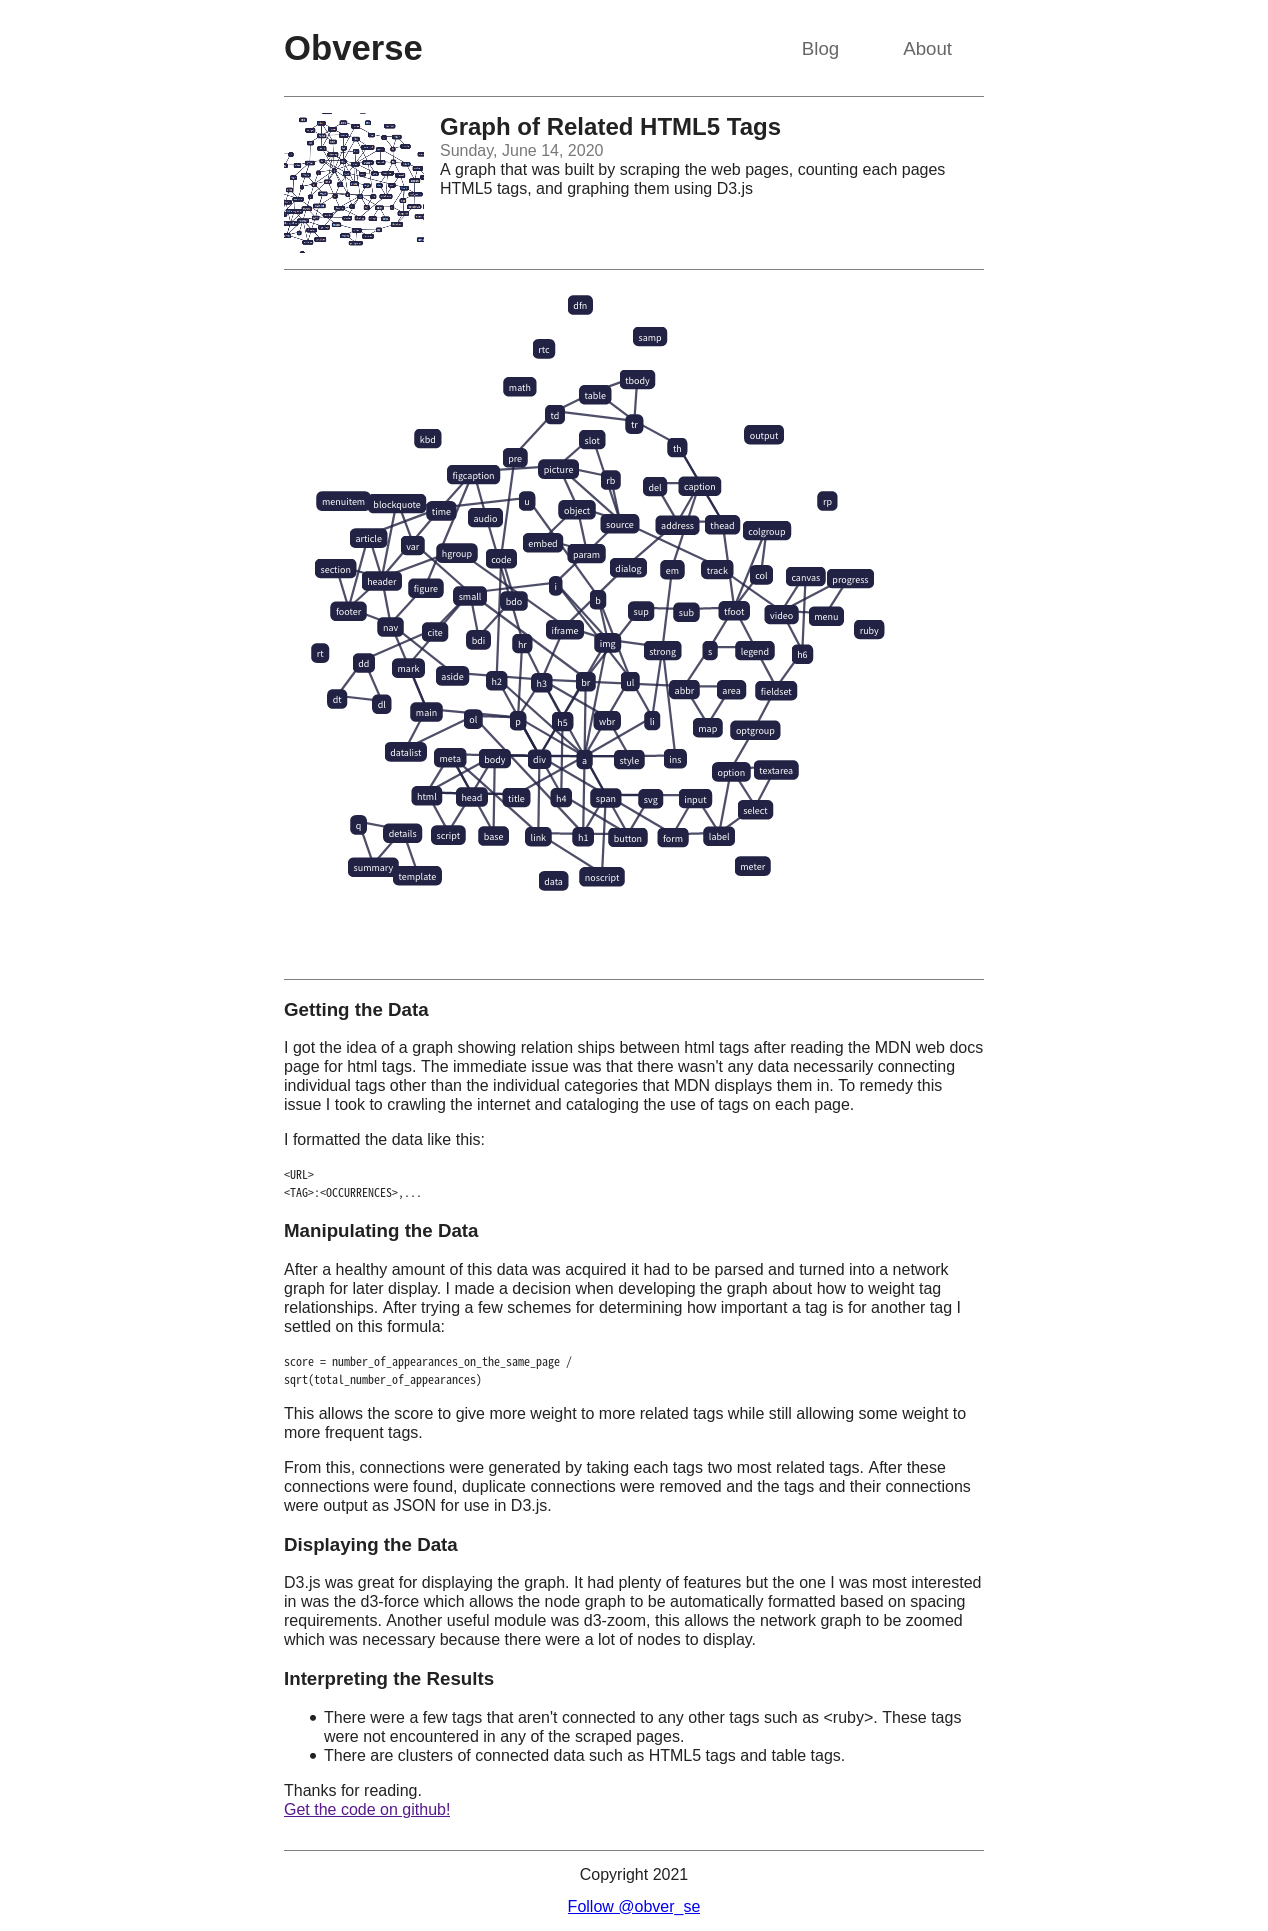 Obverse
Blog
About
Graph of Related HTML5 Tags
Sunday, June 14, 2020
A graph that was built by scraping the web pages, counting each pages
HTML5 tags, and graphing them using D3.js
dfn
samp
rtc
tbody
math
table
td
tr
kbd
slot
output
th
pre
figcaption
picture
rb
del
caption
menuitem
blockquote
time
u
rp
object
audio
source
address
thead
colgroup
article
var
hgroup
code
embed
param
section
header
dialog
em
track
col
canvas
progress
figure
small
i
bdo
b
footer
sup
sub
tfoot
video
menu
nav
cite
bdi
hr
iframe
img
ruby
rt
dd
mark
aside
strong
s
legend
h6
h2
h3
br
ul
abbr
area
fieldset
dt
dl
main
ol
p
h5
wbr
li
map
optgroup
datalist
meta
body
div
a
style
ins
option
textarea
html
head
title
h4
span
svg
input
select
q
details
script
base
link
h1
button
form
label
summary
template
data
noscript
meter
Getting the Data
I got the idea of a graph showing relation ships between html tags after reading the MDN web docs
page for html tags. The immediate issue was that there wasn't any data necessarily connecting
individual tags other than the individual categories that MDN displays them in. To remedy this
issue I took to crawling the internet and cataloging the use of tags on each page.
I formatted the data like this:
<URL>
<TAG>:<OCCURRENCES>,...
Manipulating the Data
After a healthy amount of this data was acquired it had to be parsed and turned into a network
graph for later display. I made a decision when developing the graph about how to weight tag
relationships. After trying a few schemes for determining how important a tag is for another tag I
settled on this formula:
score = number_of_appearances_on_the_same_page /
sqrt(total_number_of_appearances)
This allows the score to give more weight to more related tags while still allowing some weight to
more frequent tags.
From this, connections were generated by taking each tags two most related tags. After these
connections were found, duplicate connections were removed and the tags and their connections
were output as JSON for use in D3.js.
Displaying the Data
D3.js was great for displaying the graph. It had plenty of features but the one I was most interested
in was the d3-force which allows the node graph to be automatically formatted based on spacing
requirements. Another useful module was d3-zoom, this allows the network graph to be zoomed
which was necessary because there were a lot of nodes to display.
Interpreting the Results
There were a few tags that aren't connected to any other tags such as <ruby>. These tags
were not encountered in any of the scraped pages.
There are clusters of connected data such as HTML5 tags and table tags.
Thanks for reading.
Get the code on github!
Copyright 2021
Follow @obver_se